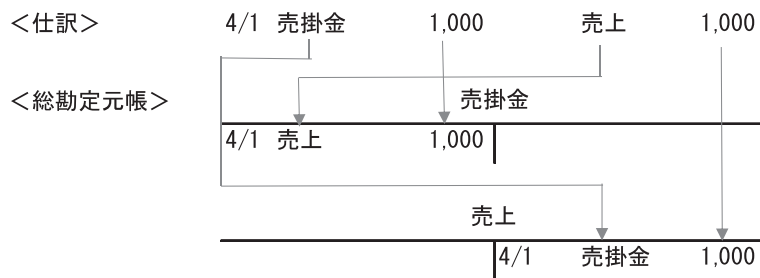 ＜仕訳＞ 4/1 売掛金 1,000 売上 1,000
＜総勘定元帳＞ 売掛金
4/1 売上 1,000
売上
4/1 売掛金 1,000